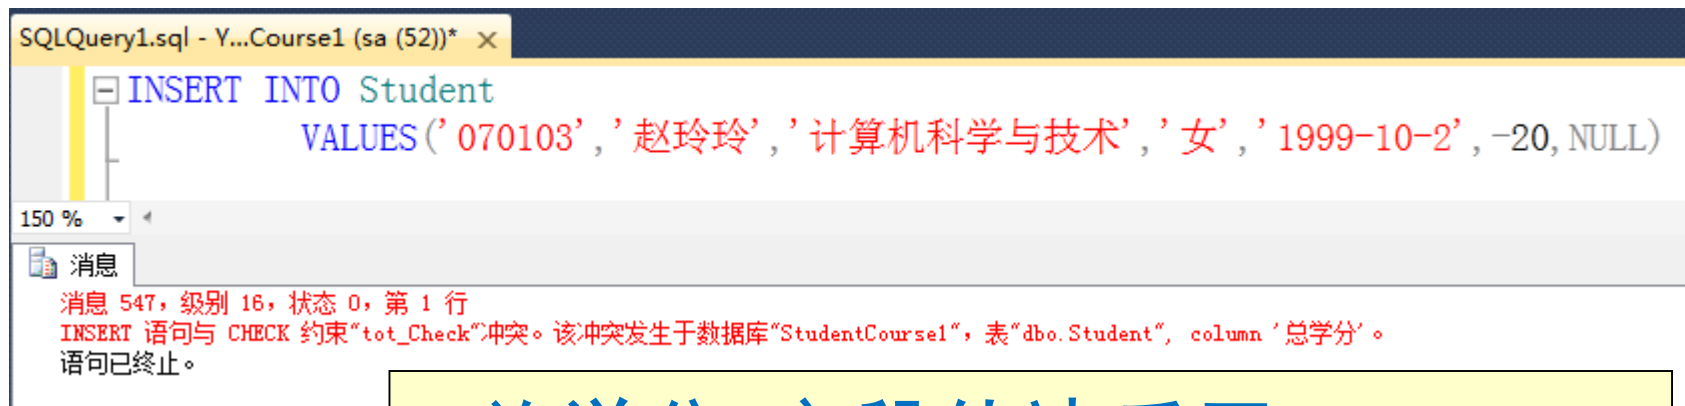 SQLQuery1.sql - Y...Course1 (sa (52))*
INSERT INTO Student
VALUES('070103','赵玲玲','计算机科学与技术','女','1999-10-2',-20,NULL)
150 %
消息
消息 547，级别 16，状态 0，第 1 行
INSERT 语句与 CHECK 约束"tot_Check"冲突。该冲突发生于数据库"StudentCourse1"，表"dbo.Student", column '总学分'。
语句已终止。